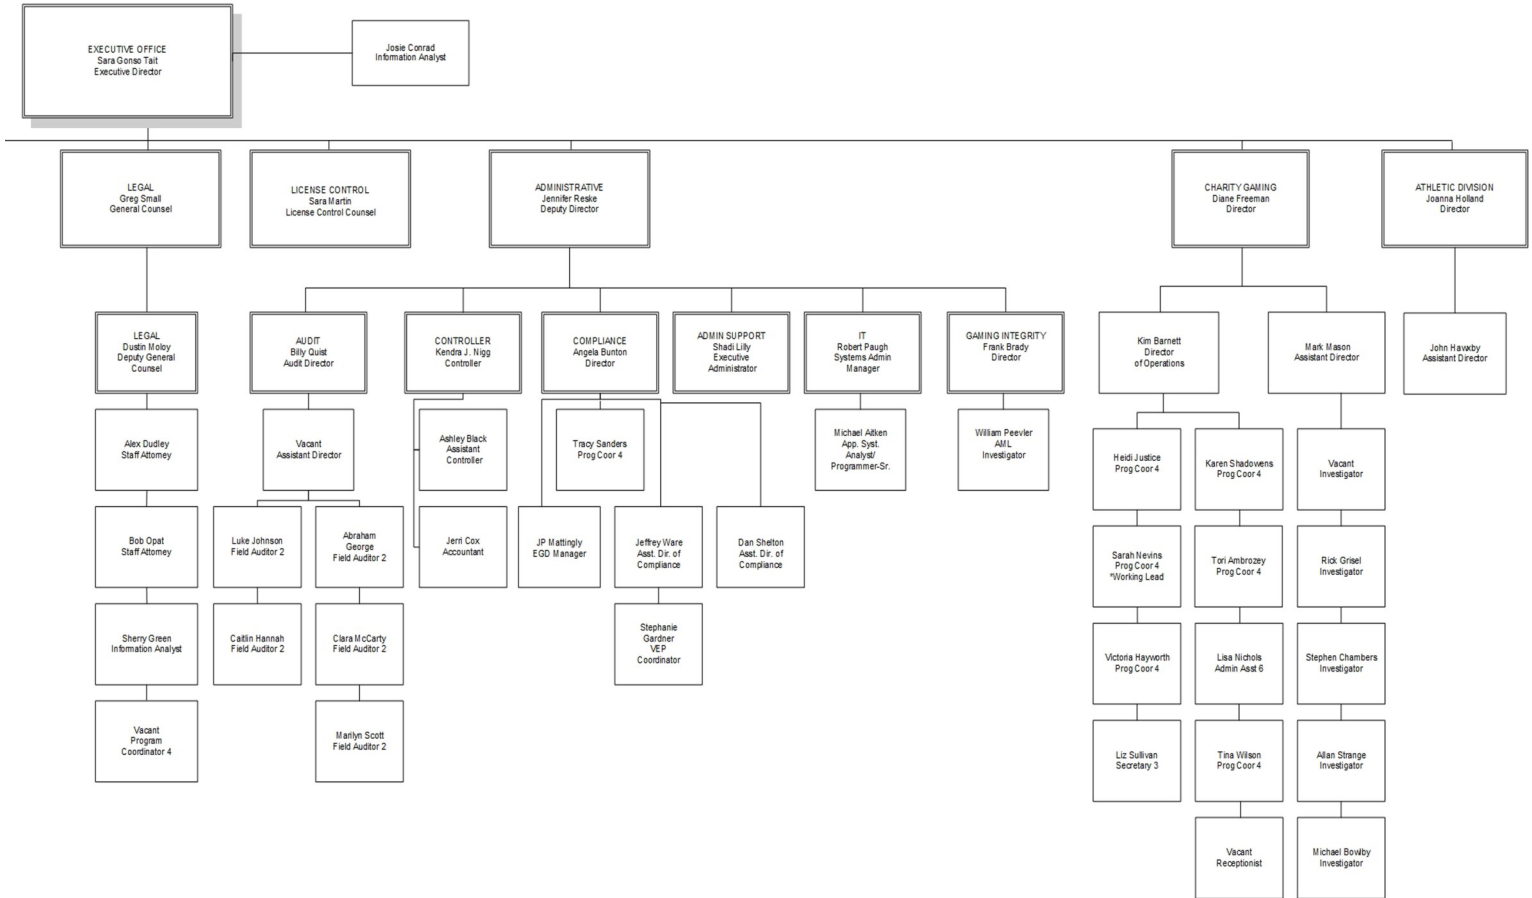 EXECUTIVE OFFICE
Sara Gonso Tait
Executive Director
Josie Conrad
Information Analyst
LEGAL
Greg Small
General Counsel
LICENSE CONTROL
Sara Martin
License Control Counsel
ADMINISTRATIVE
Jennifer Reske
Deputy Director
CHARITY GAMING
Diane Freeman
Director
ATHLETIC DIVISION
Joanna Holland
Director
LEGAL
Dustin Moloy
Deputy General
Counsel
AUDIT
Billy Quist
Audit Director
CONTROLLER
Kendra J. Nigg
Controller
COMPLIANCE
Angela Bunton
Director
ADMIN SUPPORT
Shadi Lilly
Executive
Administrator
IT
Robert Paugh
Systems Admin
Manager
GAMING INTEGRITY
Frank Brady
Director
Kim Barnett
Director
of Operations
Mark Mason
Assistant Director
John Hawxby
Assistant Director
Alex Dudley
Staff Attorney
Vacant
Assistant Director
Ashley Black
Assistant
Controller
Tracy Sanders
Prog Coor 4
Michael Aitken
App. Syst.
Analyst/
Programmer-Sr.
William Peevler
AML
Investigator
Heidi Justice
Prog Coor 4
Karen Shadowens
Prog Coor 4
Vacant
Investigator
Bob Opat
Staff Attorney
Luke Johnson
Field Auditor 2
Abraham
George
Field Auditor 2
Jerri Cox
Accountant
JP Mattingly
EGD Manager
Jeffrey Ware
Asst. Dir. of
Compliance
Dan Shelton
Asst. Dir. of
Compliance
Sarah Nevins
Prog Coor 4
*Working Lead
Tori Ambrozey
Prog Coor 4
Rick Grisel
Investigator
Sherry Green
Information Analyst
Caitlin Hannah
Field Auditor 2
Clara McCarty
Field Auditor 2
Stephanie
Gardner
VEP
Coordinator
Victoria Hayworth
Prog Coor 4
Lisa Nichols
Admin Asst 6
Stephen Chambers
Investigator
Vacant
Program
Coordinator 4
Marilyn Scott
Field Auditor 2
Liz Sullivan
Secretary 3
Tina Wilson
Prog Coor 4
Allan Strange
Investigator
Vacant
Receptionist
Michael Bowlby
Investigator